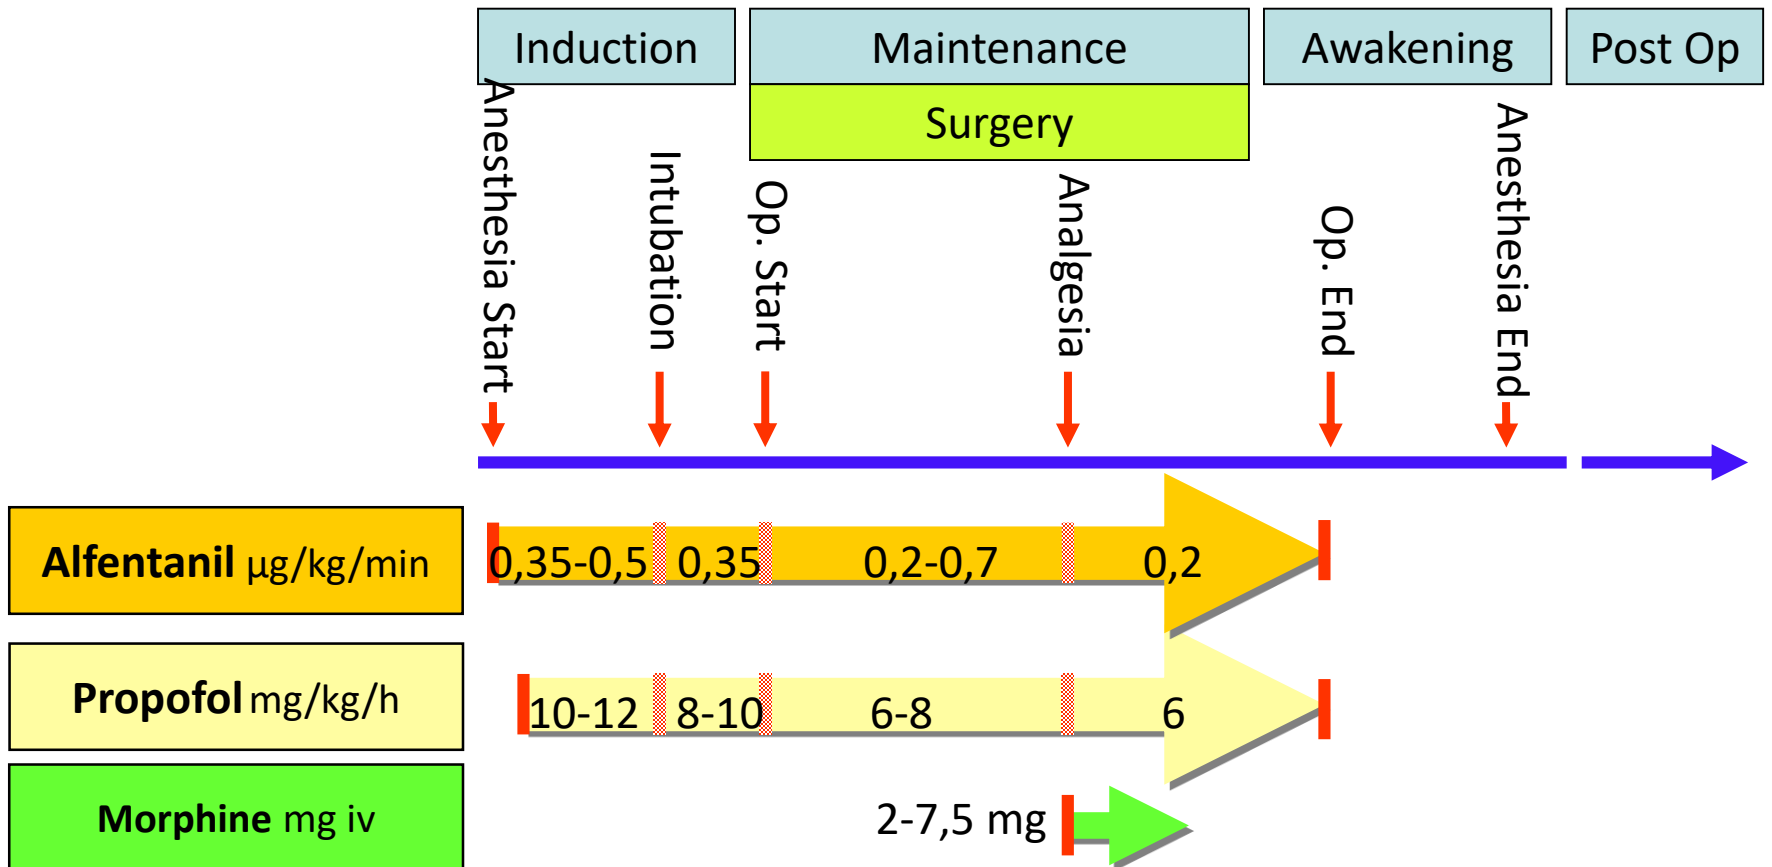 Induction
Maintenance
Awakening
Post Op
Surgery
Anesthesia Start
Intubation
Op. Start
Analgesia
Op. End
Anesthesia End
Alfentanil µg/kg/min
0,35-0,5
0,35
0,2-0,7
0,2
Propofol mg/kg/h
10-12
8-10
6-8
6
Morphine mg iv
2-7,5 mg